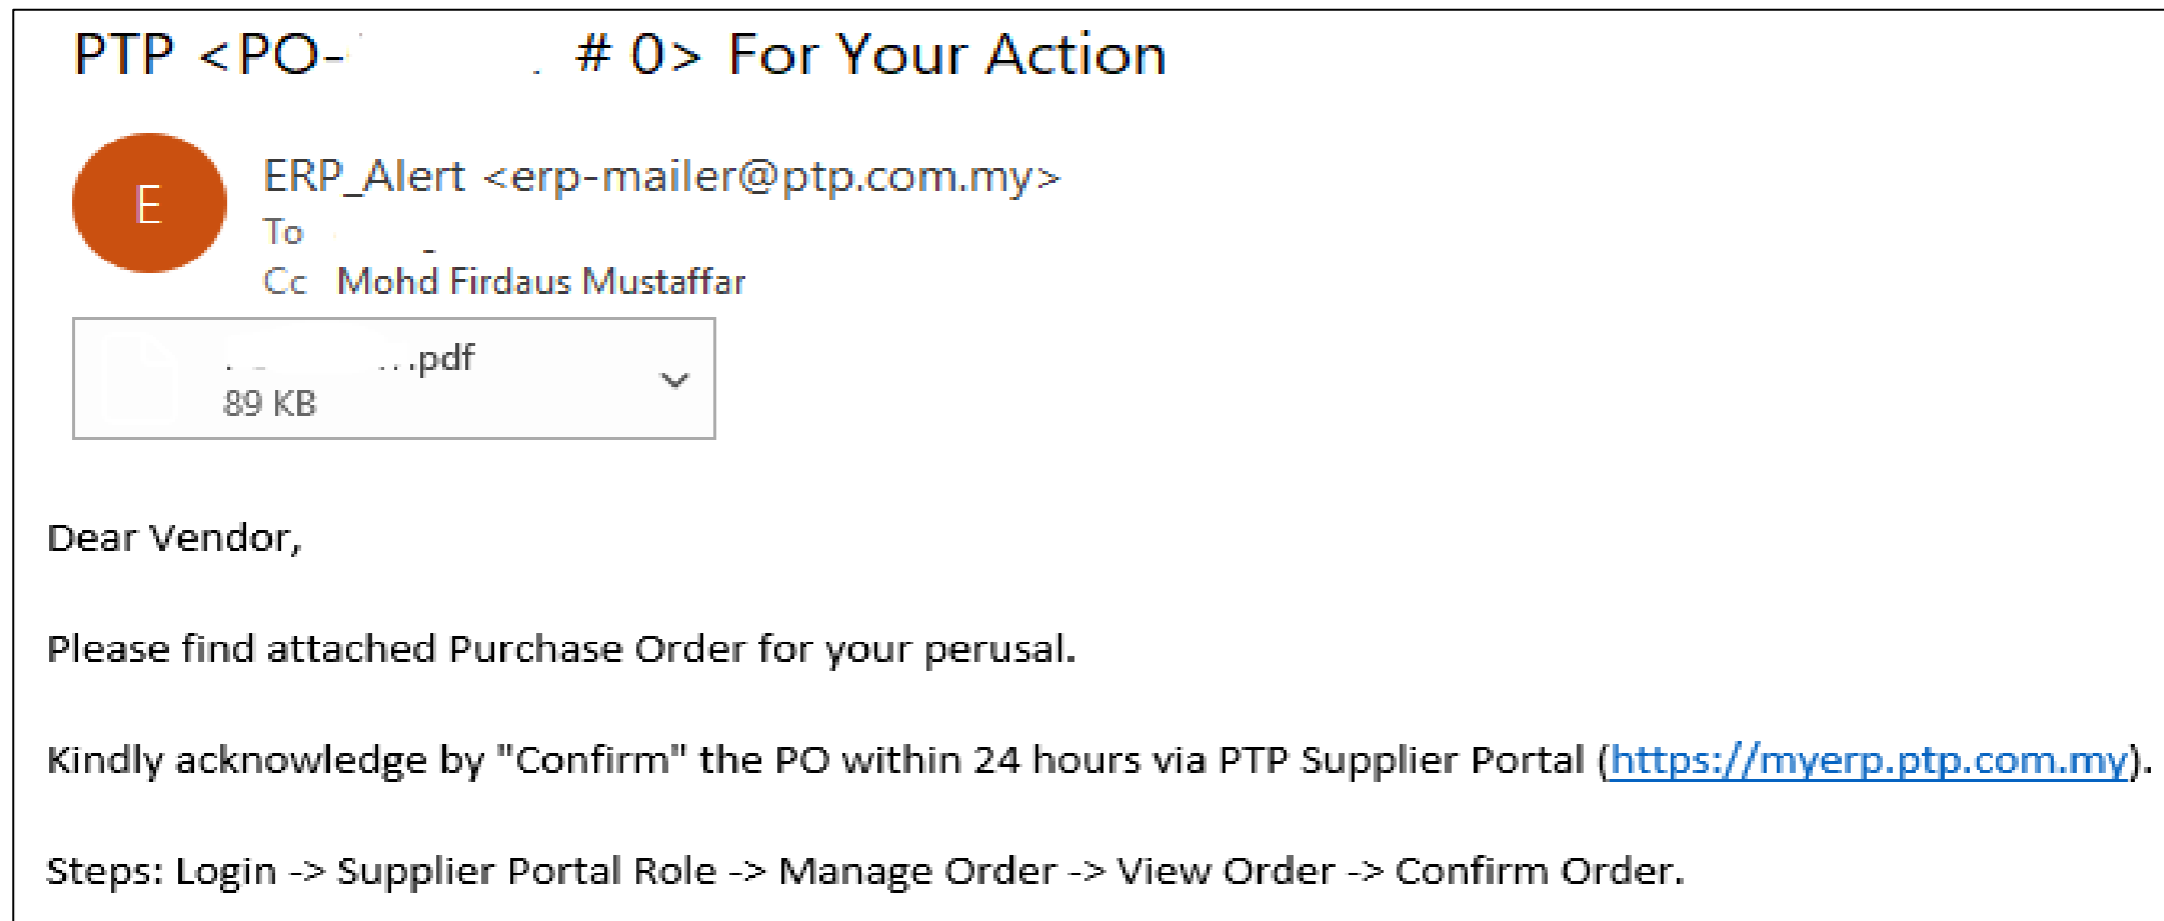 PTP <PO- # 0> For Your Action
E
ERP_Alert <erp-mailer@ptp.com.my>
To
Cc Mohd Firdaus Mustaffar
.pdf
89 KB
Dear Vendor,
Please find attached Purchase Order for your perusal.
Kindly acknowledge by "Confirm" the PO within 24 hours via PTP Supplier Portal (https://myerp.ptp.com.my).
Steps: Login -> Supplier Portal Role -> Manage Order -> View Order -> Confirm Order.